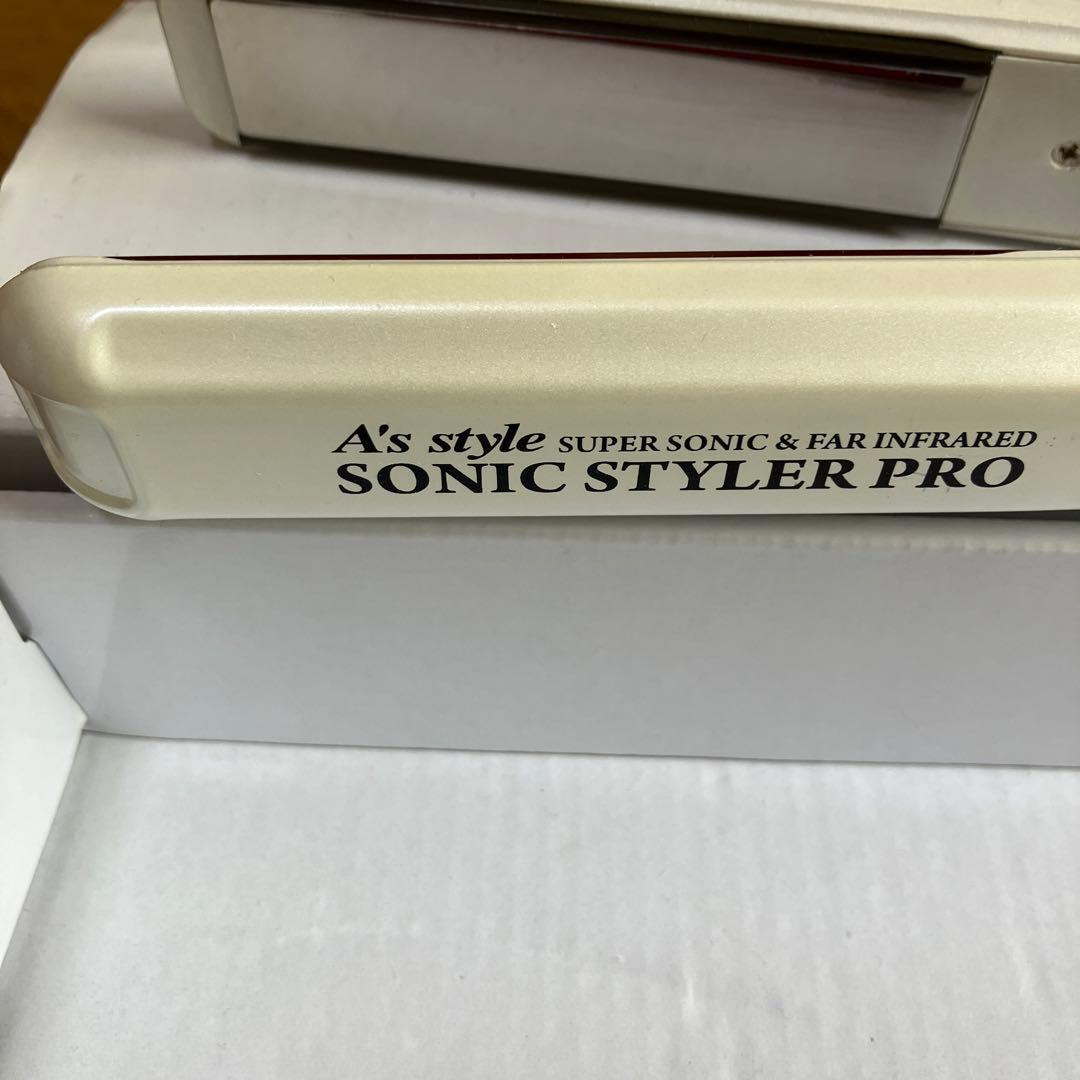 A's style SUPER SONIC & FAR INFRARED
SONIC STYLER PRO